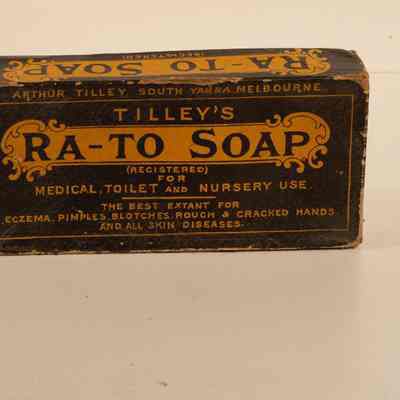 (REGISTERED)
RA-TO SOAP
ARTHUR TILLEY, SOUTH YARRA, MELBOURNE.
TILLEY'S
RA-TO SOAP
(REGISTERED)
FOR
MEDICAL, TOILET AND NURSERY USE.
THE BEST EXTANT FOR
ECZEMA, PIMPLES, BLOTCHES, ROUGH & CRACKED HANDS
AND ALL SKIN DISEASES.